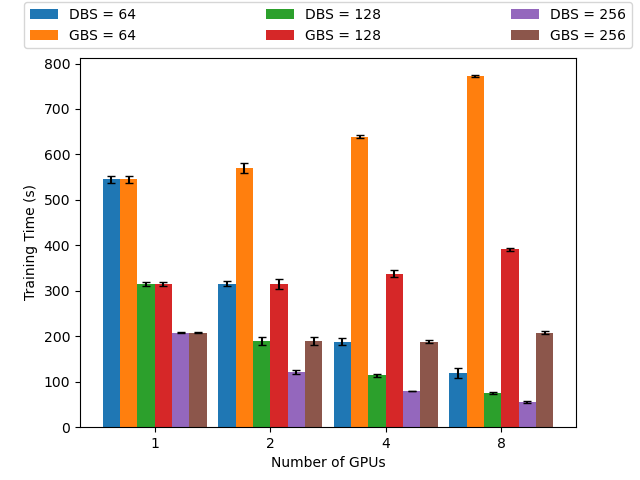 DBS = 64 DBS = 128 DBS = 256
GBS = 64 GBS = 128 GBS = 256
800
700
600
500
400
300
200
100
0
Training Time (s)
1 2 4 8
Number of GPUs